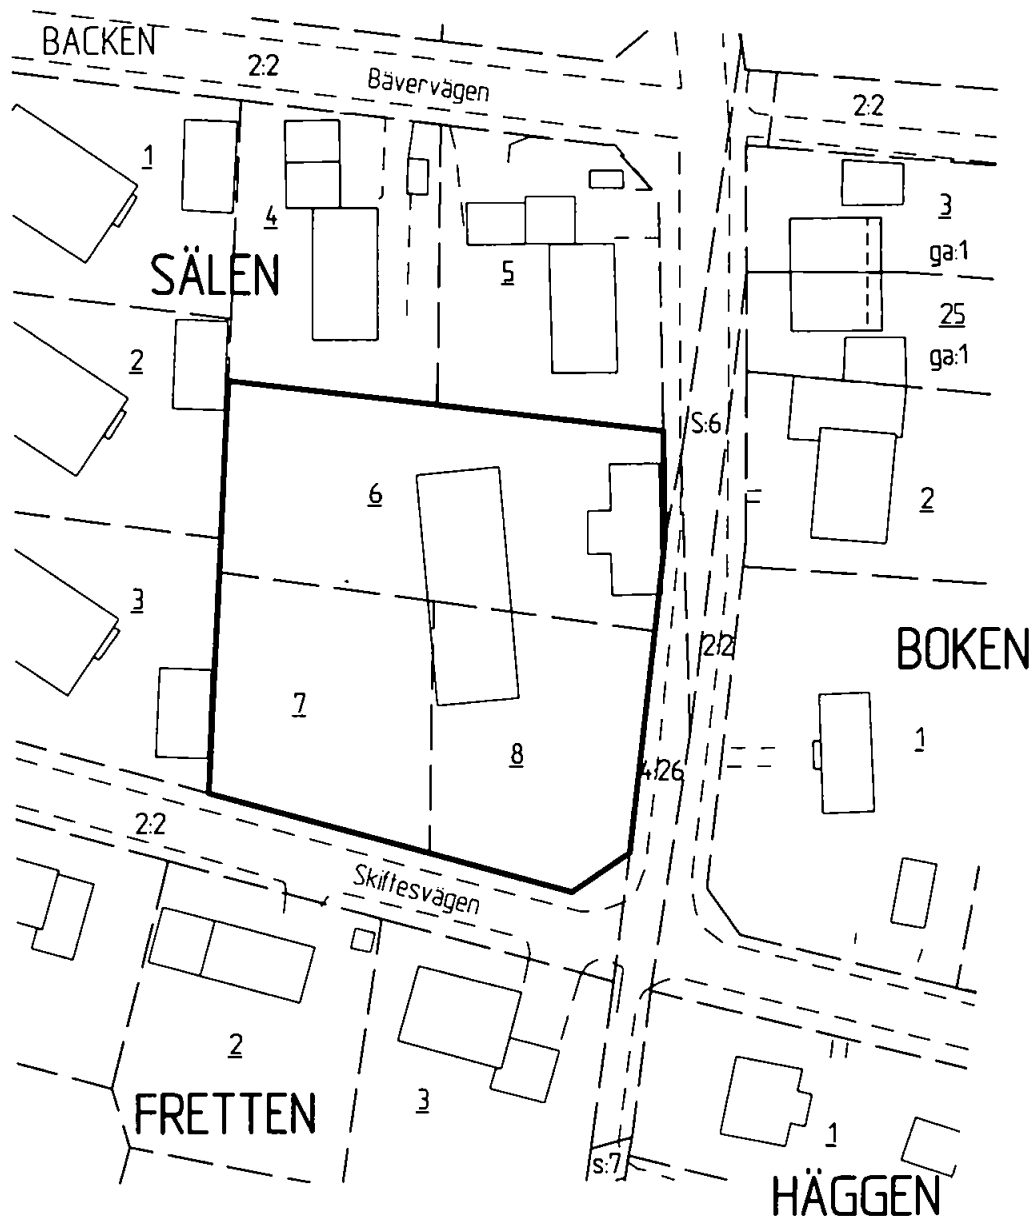 BACKEN
2:2
Bävervägen
2:2
1
4
3
SÄLEN
5
ga:1
25
2
ga:1
S:6
6
2
3
BOKEN
2:2
7
8
1
4:26
2:2
Skiftesvägen
2
3
FRETTEN
1
s:7
HÄGGEN